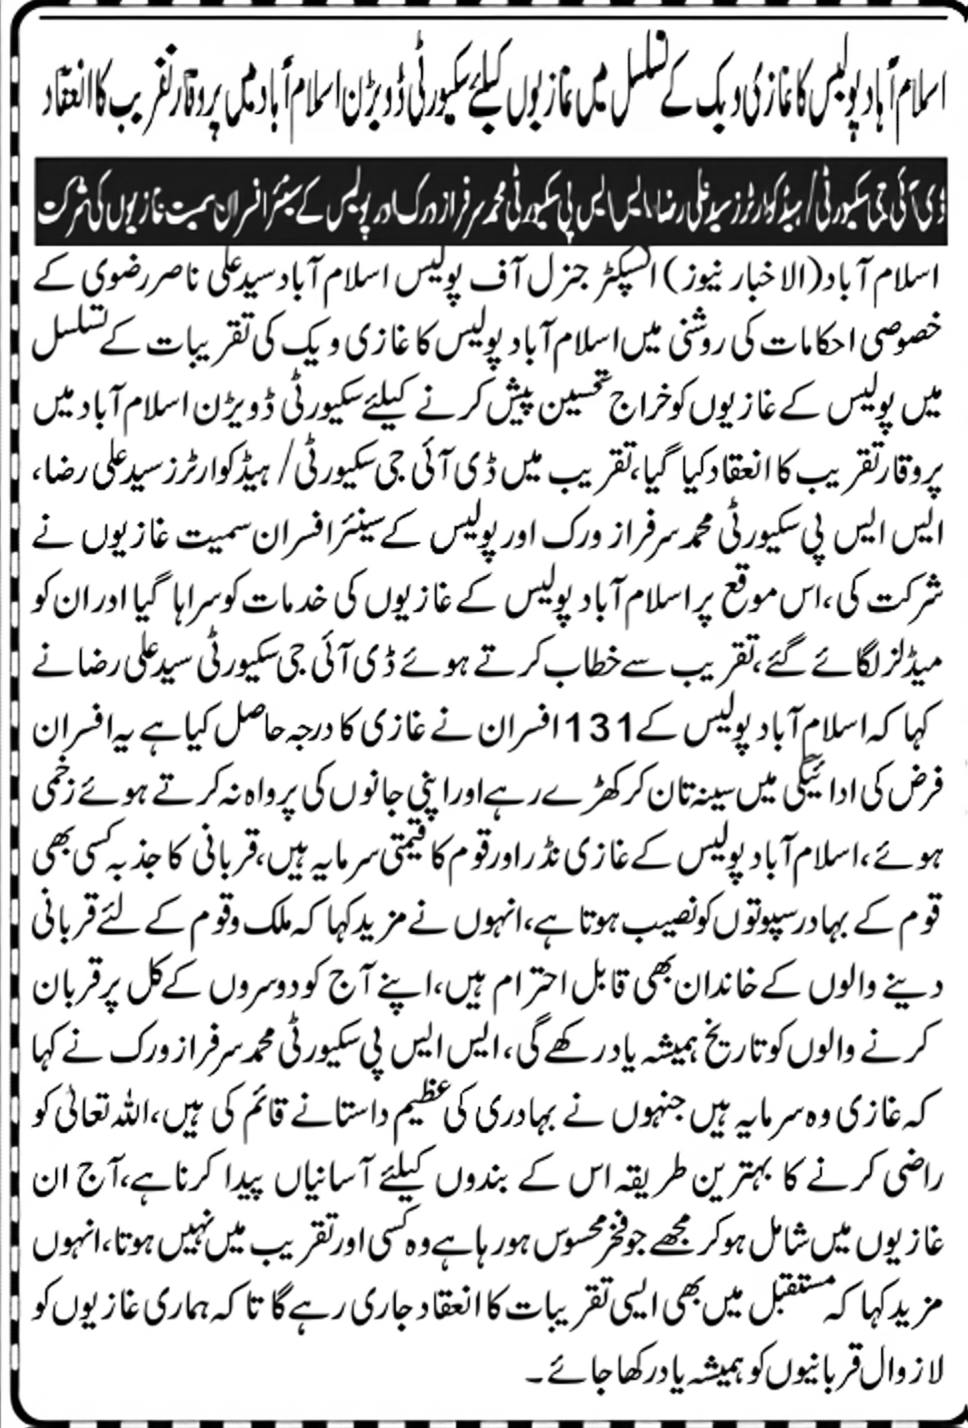 اسلام آباد پولیس کا غازی ویک کے تسلسل میں غازیوں کیلئے سکیورٹی ڈویژن اسلام آباد میں پروقار تقریب کا انعقاد
ڈی آئی جی سکیورٹی/ ہیڈ کوارٹرز سید علی رضا، ایس ایس پی سکیورٹی محمد سرفراز ورک اور پولیس کے سینئر افسران سمیت غازیوں کی شرکت
اسلام آباد (الاخبار نیوز) انسپکٹر جنرل آف پولیس اسلام آباد سید علی ناصر رضوی کے
خصوصی احکامات کی روشنی میں اسلام آباد پولیس کا غازی ویک کی تقریبات کے تسلسل
میں پولیس کے غازیوں کو خراج تحسین پیش کرنے کیلئے سکیورٹی ڈویژن اسلام آباد میں
پروقار تقریب کا انعقاد کیا گیا، تقریب میں ڈی آئی جی سکیورٹی/ ہیڈ کوارٹرز سید علی رضا،
ایس ایس پی سکیورٹی محمد سرفراز ورک اور پولیس کے سینئر افسران سمیت غازیوں نے
شرکت کی، اس موقع پر اسلام آباد پولیس کے غازیوں کی خدمات کو سراہا گیا اور ان کو
میڈلز لگائے گئے، تقریب سے خطاب کرتے ہوئے ڈی آئی جی سکیورٹی سید علی رضا نے
کہا کہ اسلام آباد پولیس کے 131 افسران نے غازی کا درجہ حاصل کیا ہے یہ افسران
فرض کی ادائیگی میں سینہ تان کر کھڑے رہے اور اپنی جانوں کی پرواہ نہ کرتے ہوئے زخمی
ہوئے، اسلام آباد پولیس کے غازی نڈر اور قوم کا قیمتی سرمایہ ہیں، قربانی کا جذبہ کسی بھی
قوم کے بہادر سپوتوں کو نصیب ہوتا ہے، انہوں نے مزید کہا کہ ملک و قوم کے لئے قربانی
دینے والوں کے خاندان بھی قابل احترام ہیں، اپنے آج کو دوسروں کے کل پر قربان
کرنے والوں کو تاریخ ہمیشہ یاد رکھے گی، ایس ایس پی سکیورٹی محمد سرفراز ورک نے کہا
کہ غازی وہ سرمایہ ہیں جنہوں نے بہادری کی عظیم داستانے قائم کی ہیں، اللہ تعالیٰ کو
راضی کرنے کا بہترین طریقہ اس کے بندوں کیلئے آسانیاں پیدا کرنا ہے، آج ان
غازیوں میں شامل ہو کر مجھے جو فخر محسوس ہو رہا ہے وہ کسی اور تقریب میں نہیں ہوتا، انہوں
مزید کہا کہ مستقبل میں بھی ایسی تقریبات کا انعقاد جاری رہے گا تا کہ ہماری غازیوں کو
لازوال قربانیوں کو ہمیشہ یاد رکھا جائے۔